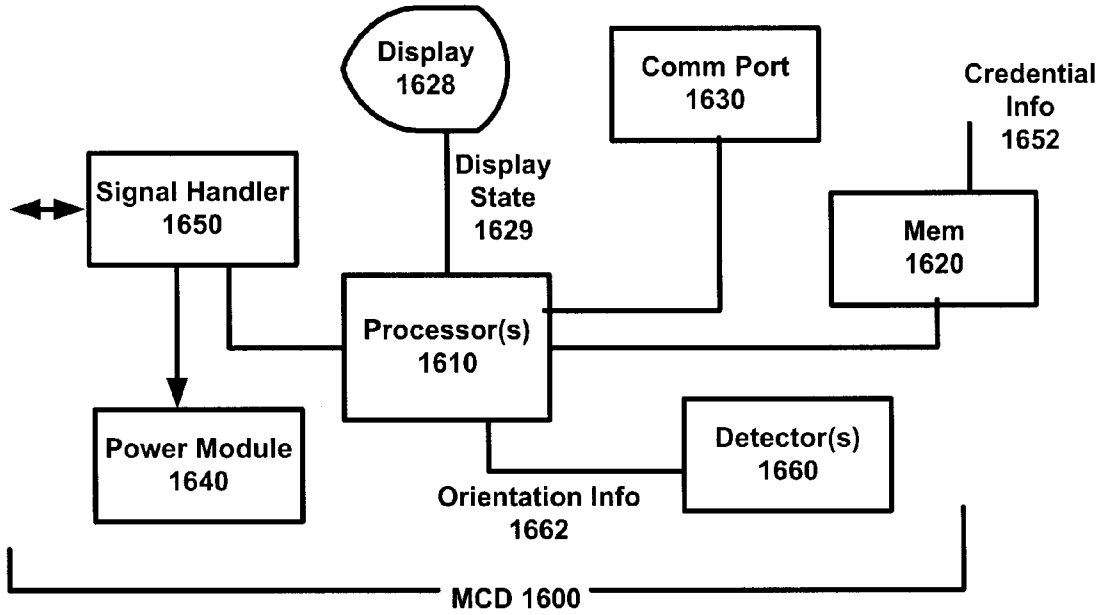 Display
1628
Comm Port
1630
Credential
Info
1652
Display
State
1629
Signal Handler
1650
Mem
1620
Processor(s)
1610
Power Module
1640
Detector(s)
1660
Orientation Info
1662
MCD 1600